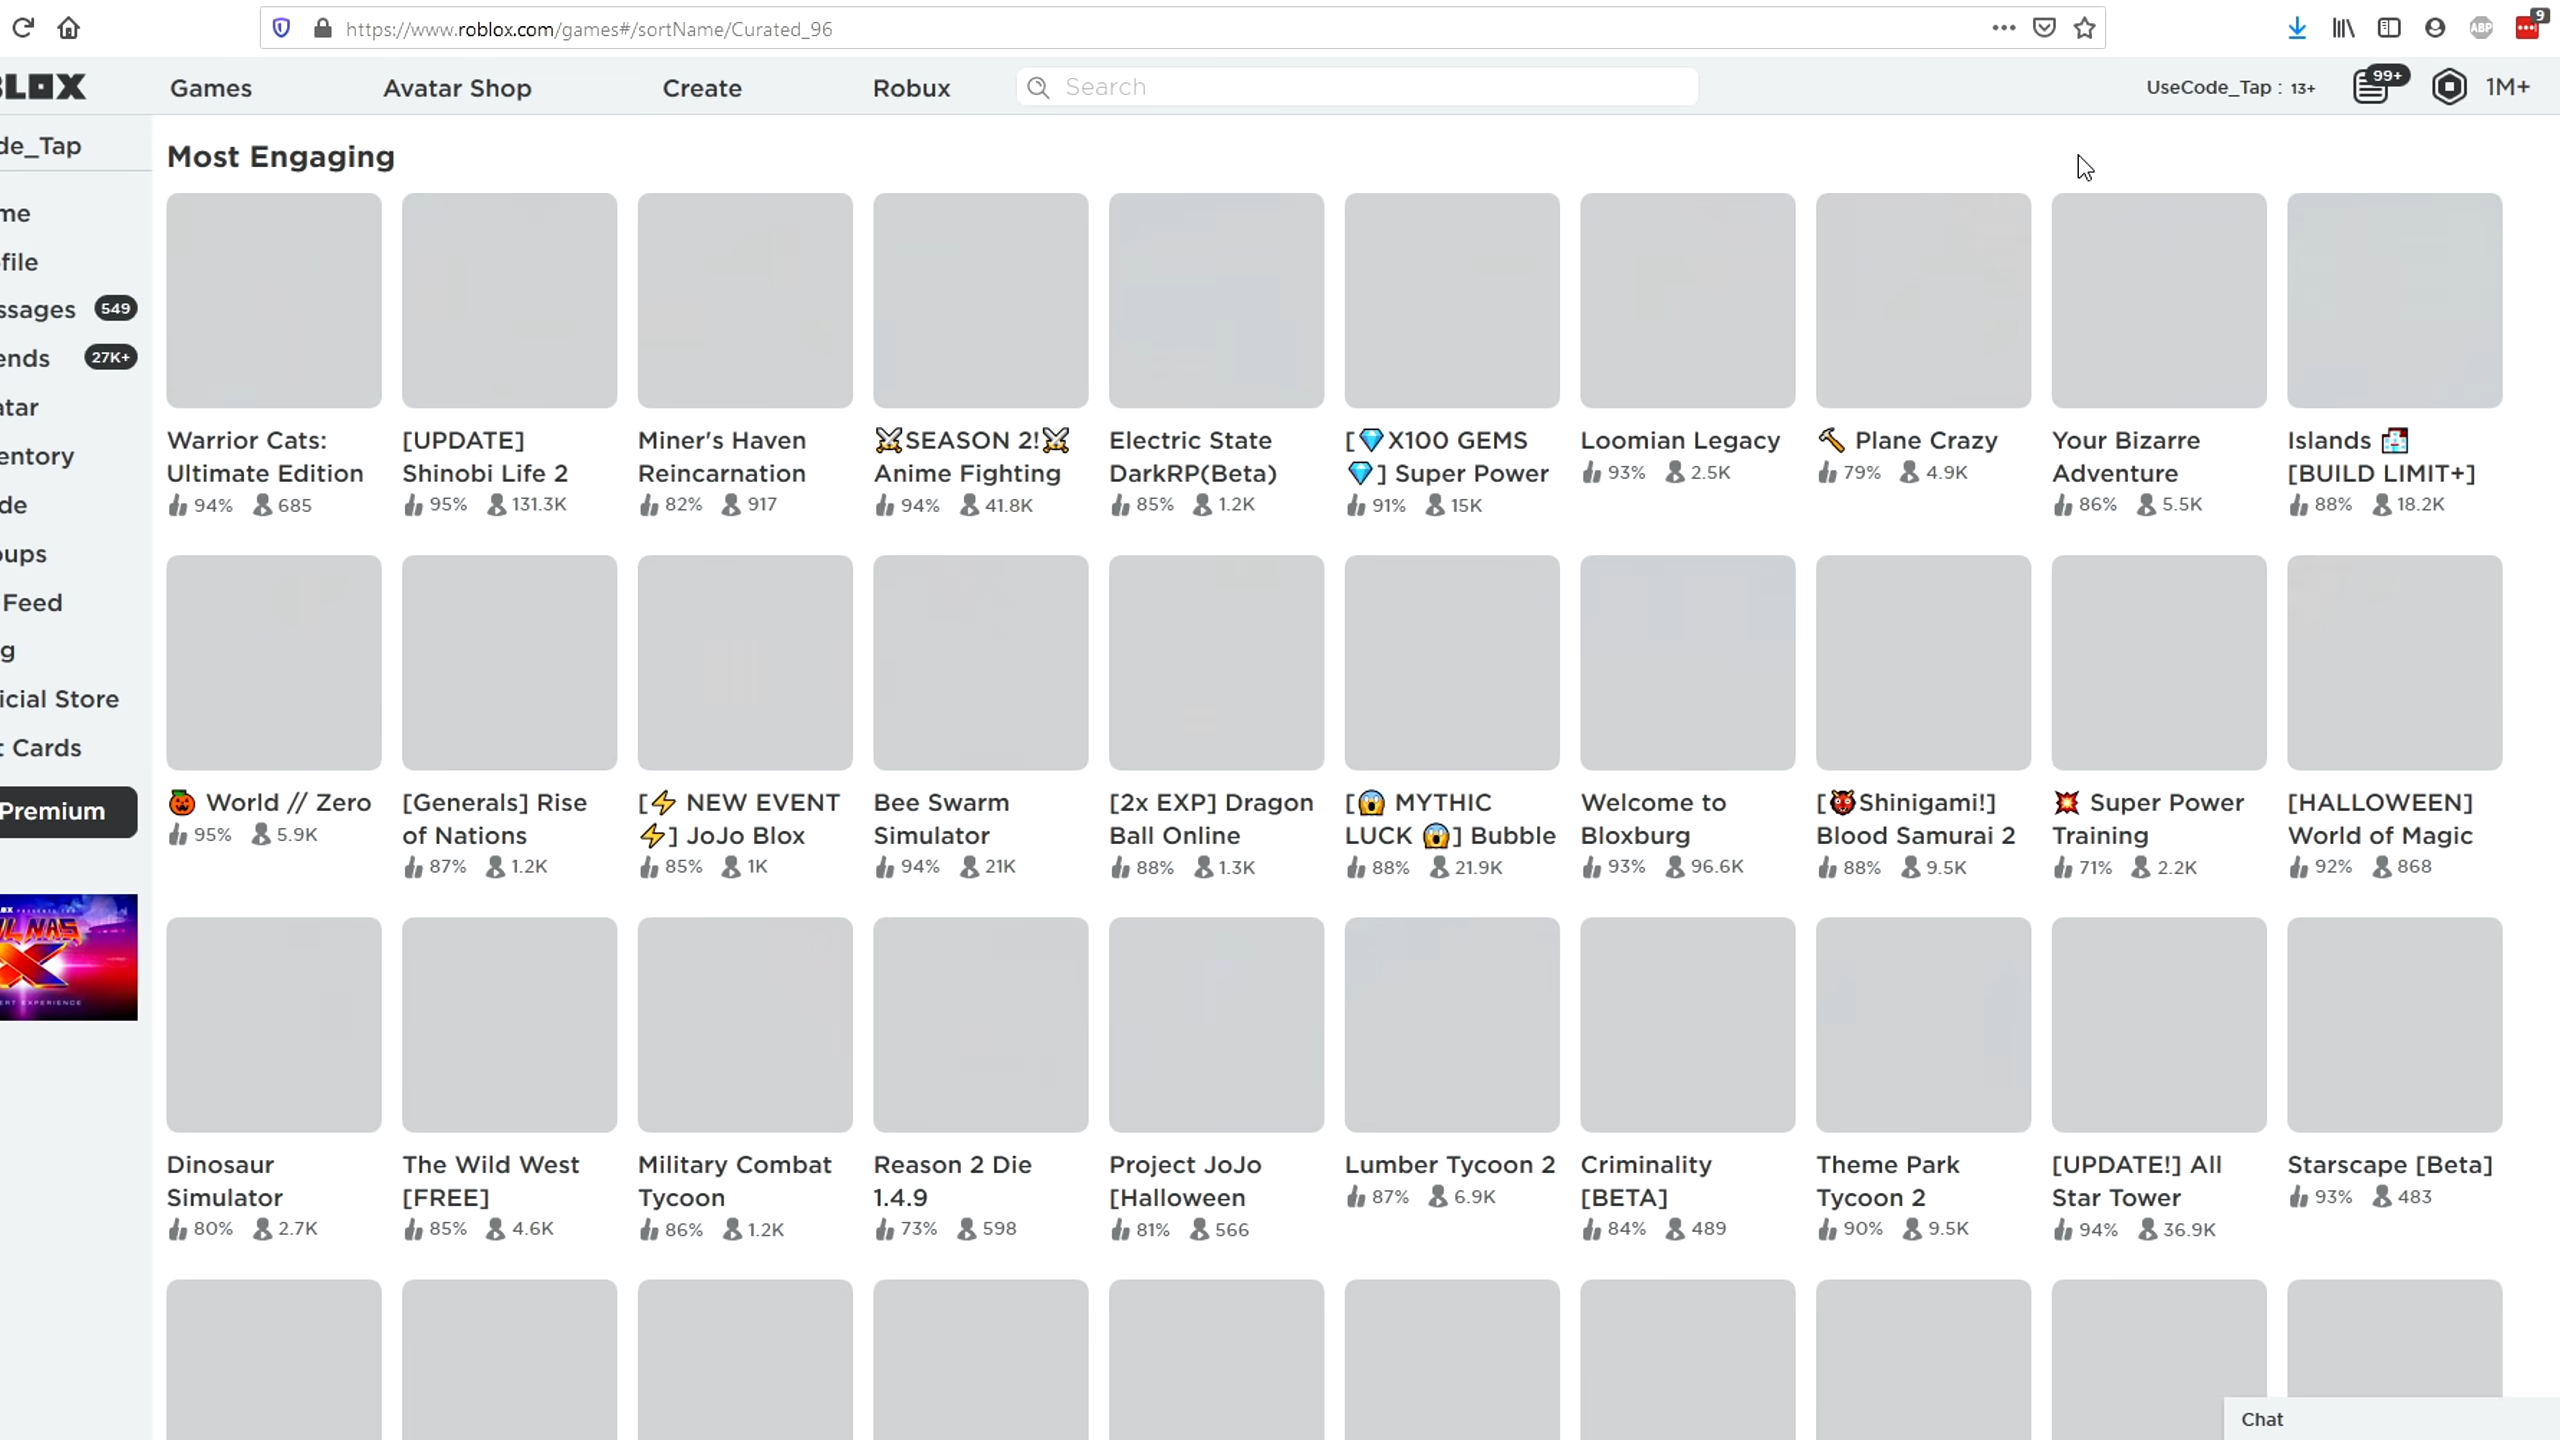 https://www.roblox.com/games#/sortName/Curated_96
9
ABP
BLOX
Games
Avatar Shop
Create
Robux
Search
UseCode_Tap : 13+
99+
1M+
de_Tap
me
file
ssages 549
ends 27K+
atar
entory
de
oups
Feed
g
icial Store
t Cards
Premium
IL NAS
X
ERT EXPERIENCE
Most Engaging
Warrior Cats:
Ultimate Edition
94% 685
[UPDATE]
Shinobi Life 2
95% 131.3K
Miner's Haven
Reincarnation
82% 917
⚔SEASON 2!⚔
Anime Fighting
94% 41.8K
Electric State
DarkRP(Beta)
85% 1.2K
[💎X100 GEMS
💎] Super Power
91% 15K
Loomian Legacy
93% 2.5K
🔨 Plane Crazy
79% 4.9K
Your Bizarre
Adventure
86% 5.5K
Islands 🏥
[BUILD LIMIT+]
88% 18.2K
🎃 World // Zero
95% 5.9K
[Generals] Rise
of Nations
87% 1.2K
[⚡ NEW EVENT
⚡] JoJo Blox
85% 1K
Bee Swarm
Simulator
94% 21K
[2x EXP] Dragon
Ball Online
88% 1.3K
[😱 MYTHIC
LUCK 😱] Bubble
88% 21.9K
Welcome to
Bloxburg
93% 96.6K
[👹Shinigami!]
Blood Samurai 2
88% 9.5K
💥 Super Power
Training
71% 2.2K
[HALLOWEEN]
World of Magic
92% 868
Dinosaur
Simulator
80% 2.7K
The Wild West
[FREE]
85% 4.6K
Military Combat
Tycoon
86% 1.2K
Reason 2 Die
1.4.9
73% 598
Project JoJo
[Halloween
81% 566
Lumber Tycoon 2
87% 6.9K
Criminality
[BETA]
84% 489
Theme Park
Tycoon 2
90% 9.5K
[UPDATE!] All
Star Tower
94% 36.9K
Starscape [Beta]
93% 483
Chat